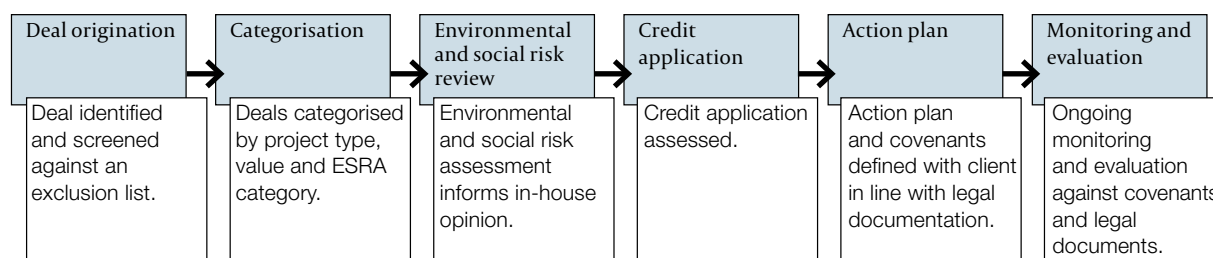 Deal origination
Deal identified
and screened
against an
exclusion list.
Categorisation
Deals categorised
by project type,
value and ESRA
category.
Environmental
and social risk
review
Environmental
and social risk
assessment
informs in-house
opinion.
Credit
application
Credit application
assessed.
Action plan
Action plan
and covenants
defined with client
in line with legal
documentation.
Monitoring and
evaluation
Ongoing
monitoring
and evaluation
against covenants
and legal
documents.